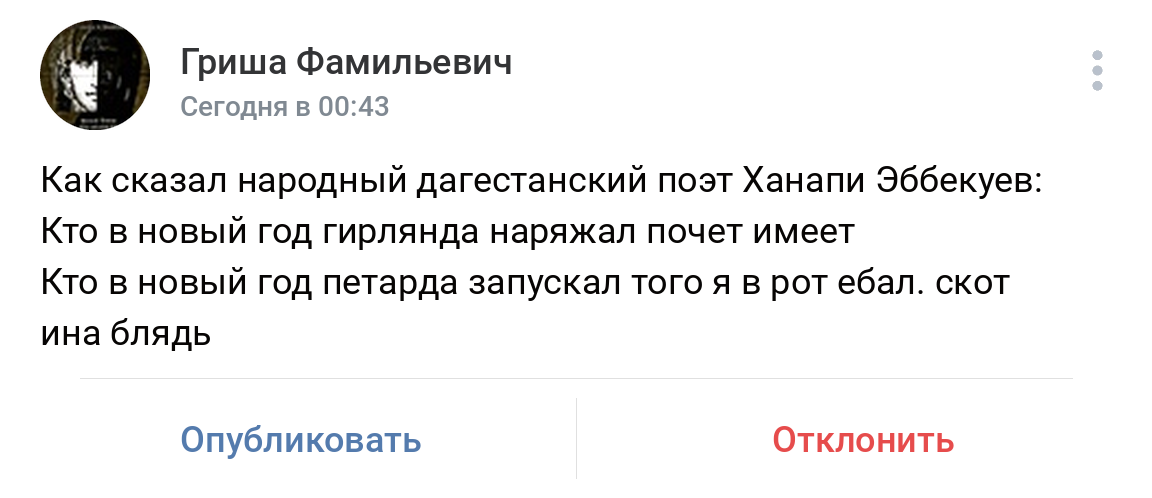 Гриша Фамильевич
Сегодня в 00:43
Как сказал народный дагестанский поэт Ханапи Эббекуев:
Кто в новый год гирлянда наряжал почет имеет
Кто в новый год петарда запускал того я в рот ебал. скот
ина блядь
Опубликовать
Отклонить